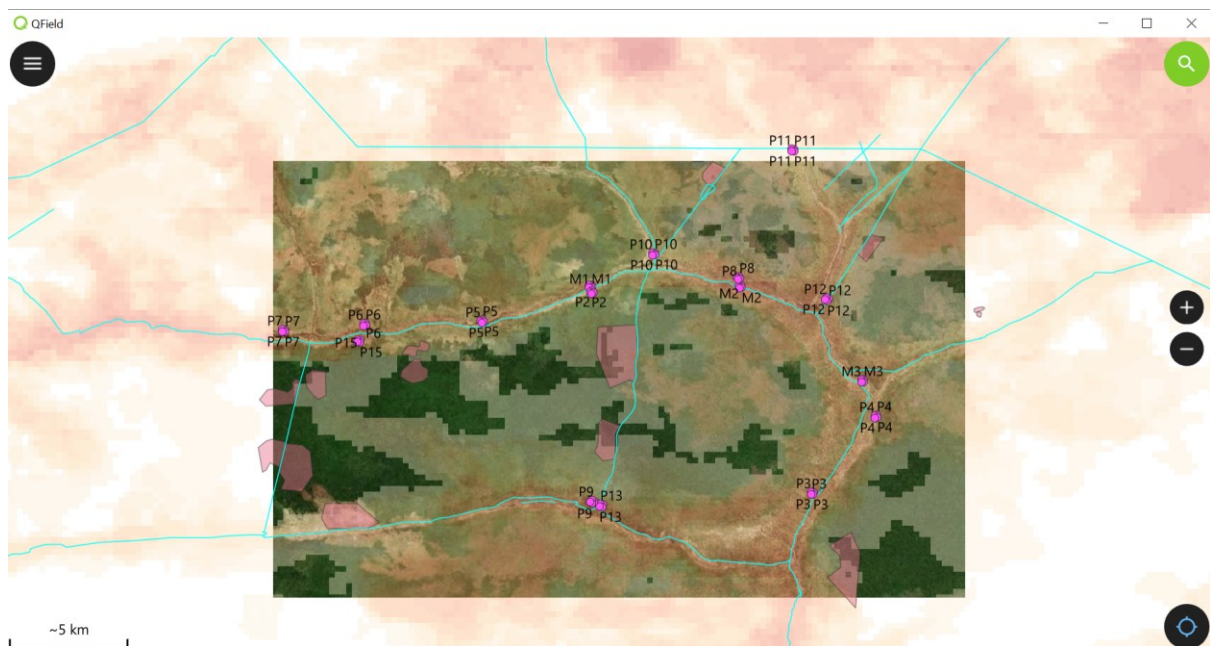 QField
P11 P11
P11 P11
P10 P10
P10 P10
M1 M1
P2 P2
P8 P8
M2 M2
P12 P12
P12 P12
P5 P5
P5 P5
P6 P6
P6
P15
P15
P7 P7
P7 P7
M3 M3
P4 P4
P4 P4
P3 P3
P3 P3
P9
P9
P13
P13
~5 km